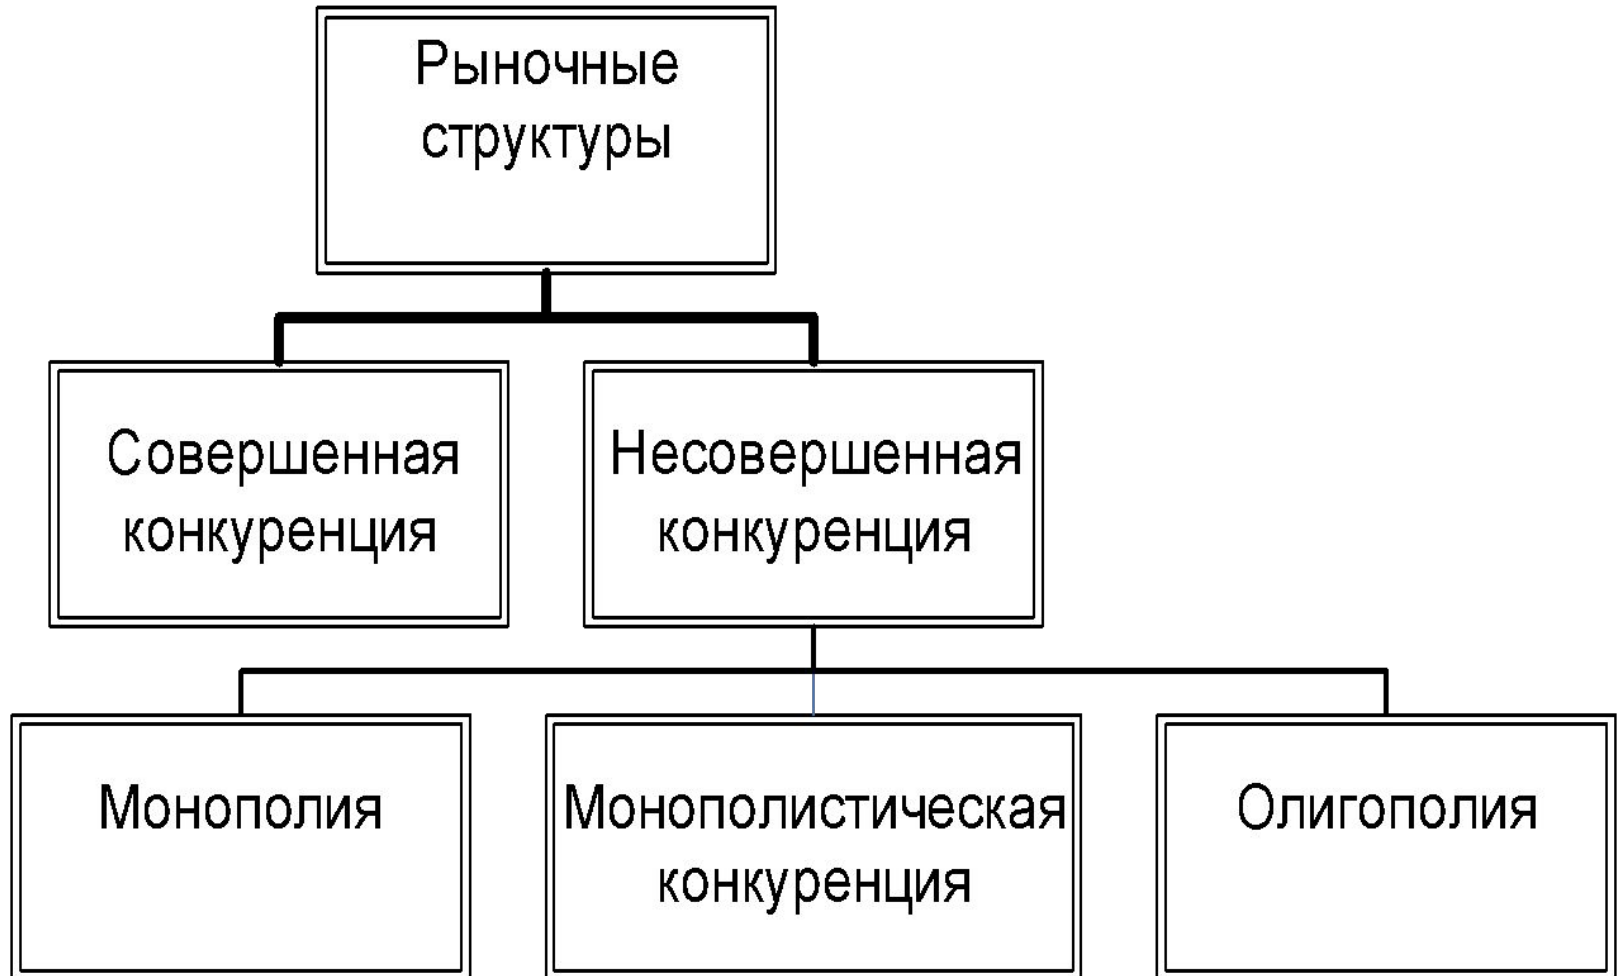 Рыночные
структуры
Совершенная
конкуренция
Несовершенная
конкуренция
Монополия
Монополистическая
конкуренция
Олигополия